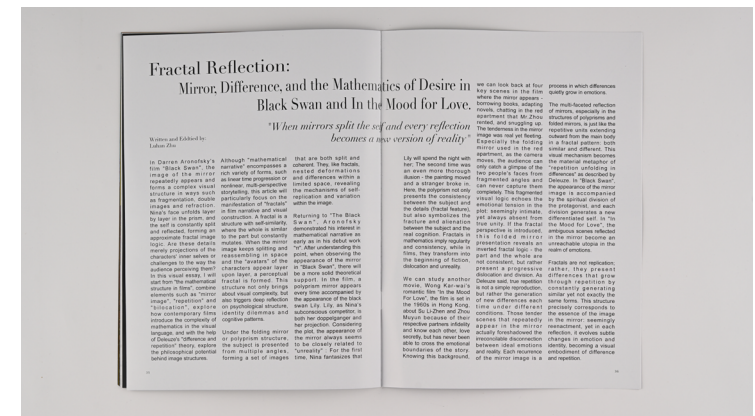 Fractal Reflection:
Mirror, Difference, and the Mathematics of Desire in
Black Swan and In the Mood for Love.
"When mirrors split the self and every reflection
becomes a new version of reality"
Written and Eddited by:
Luhan Zhu
In Darren Aronofsky's
film "Black Swan", the
image of the mirror
repeatedly appears and
forms a complex visual
structure in ways such
as fragmentation, double
images and refraction.
Nina's face unfolds layer
by layer in the prism, and
the self is constantly split
and reflected, forming an
approximate fractal image
logic. Are these details
merely projections of the
characters' inner selves or
challenges to the way the
audience perceiving them?
In this visual essay, I will
start from "the mathematical
structure in films", combine
elements such as "mirror
image", "repetition" and
"bilocation", explore
how contemporary films
introduce the complexity of
mathematics in the visual
language, and with the help
of Deleuze's "difference and
repetition" theory, explore
the philosophical potential
behind image structures.
Although "mathematical
narrative" encompasses a
rich variety of forms, such
as linear time progression or
nonlinear, multi-perspective
storytelling, this article will
particularly focus on the
manifestation of "fractals"
in film narrative and visual
construction. A fractal is a
structure with self-similarity,
where the whole is similar
to the part but constantly
mutates. When the mirror
image keeps splitting and
reassembling in space
and the "avatars" of the
characters appear layer
upon layer, a perceptual
fractal is formed. This
structure not only brings
about visual complexity, but
also triggers deep reflection
on psychological structure,
identity dilemmas and
cognitive patterns.
Under the folding mirror
or polyprism structure,
the subject is presented
from multiple angles,
forming a set of images
that are both split and
coherent. They, like fractals,
nested deformations
and differences within a
limited space, revealing
the mechanisms of self-
replication and variation
within the image.
Returning to "The Black
Swan", Aronofsky
demonstrated his interest in
mathematical narrative as
early as in his debut work
"π". After understanding this
point, when observing the
appearance of the mirror
in "Black Swan", there will
be a more solid theoretical
support. In the film, a
polyprism mirror appears
every time accompanied by
the appearance of the black
swan Lily. Lily, as Nina's
subconscious competitor, is
both her doppelganger and
her projection. Considering
the plot, the appearance of
the mirror always seems
to be closely related to
"unreality" : For the first
time, Nina fantasizes that
Lily will spend the night with
her. The second time was
an even more thorough
illusion - the painting moved
and a stranger broke in.
Here, the polyprism not only
presents the consistency
between the subject and
the details (fractal feature),
but also symbolizes the
fracture and alienation
between the subject and the
real cognition. Fractals in
mathematics imply regularity
and consistency, while in
films, they transform into
the beginning of fiction,
dislocation and unreality.
We can study another
movie, Wong Kar-wai's
romantic film "In the Mood
For Love", the film is set in
the 1960s in Hong Kong,
about Su Li-Zhen and Zhou
Muyun because of their
respective partners infidelity
and know each other, love
secretly, but has never been
able to cross the emotional
boundaries of the story.
Knowing this background,
we can look back at four
key scenes in the film
where the mirror appears -
borrowing books, adapting
novels, chatting in the red
apartment that Mr Zhou
rented, and snuggling up.
The tenderness in the mirror
image was real yet fleeting.
Especially the folding
mirror used in the red
apartment, as the camera
moves, the audience can
only catch a glimpse of the
two people's faces from
fragmented angles and
can never capture them
completely. This fragmented
visual logic echoes the
emotional tension in the
plot: seemingly intimate,
but always absent from
true unity. If the fractal
perspective is introduced,
this folded mirror
presentation reveals an
inverted fractal logic - the
part and the whole are
not consistent, but rather
present a progressive
dislocation and division. As
Deleuze said, true repetition
is not a simple reproduction,
but rather the generation
of new differences each
time under different
conditions. Those tender
scenes that repeatedly
appear in the mirror
actually foreshadowed the
irreconcilable disconnection
between ideal emotions
and reality. Each recurrence
of the mirror image is a
process in which differences
quietly grow in emotions.
The multi-faceted reflection
of mirrors, especially in the
structures of polyprisms and
folded mirrors, is just like the
repetitive units extending
outward from the main body
in a fractal pattern: both
similar and different. This
visual mechanism becomes
the material metaphor of
"repetition unfolding in
differences" as described by
Deleuze. In "Black Swan",
the appearance of the mirror
image is accompanied
by the spiritual division of
the protagonist, and each
division generates a new
differentiated self. In "In
the Mood for Love", the
ambiguous scenes reflected
in the mirror become an
unreachable utopia in the
realm of emotions.
Fractals are not replication;
rather, they present
differences that grow
through repetition by
constantly generating
similar yet not exactly the
same forms. This structure
precisely corresponds to
the essence of the image
in the mirror: seemingly
reenactment, yet in each
reflection, it evolves subtle
changes in emotion and
identity, becoming a visual
embodiment of difference
and repetition.